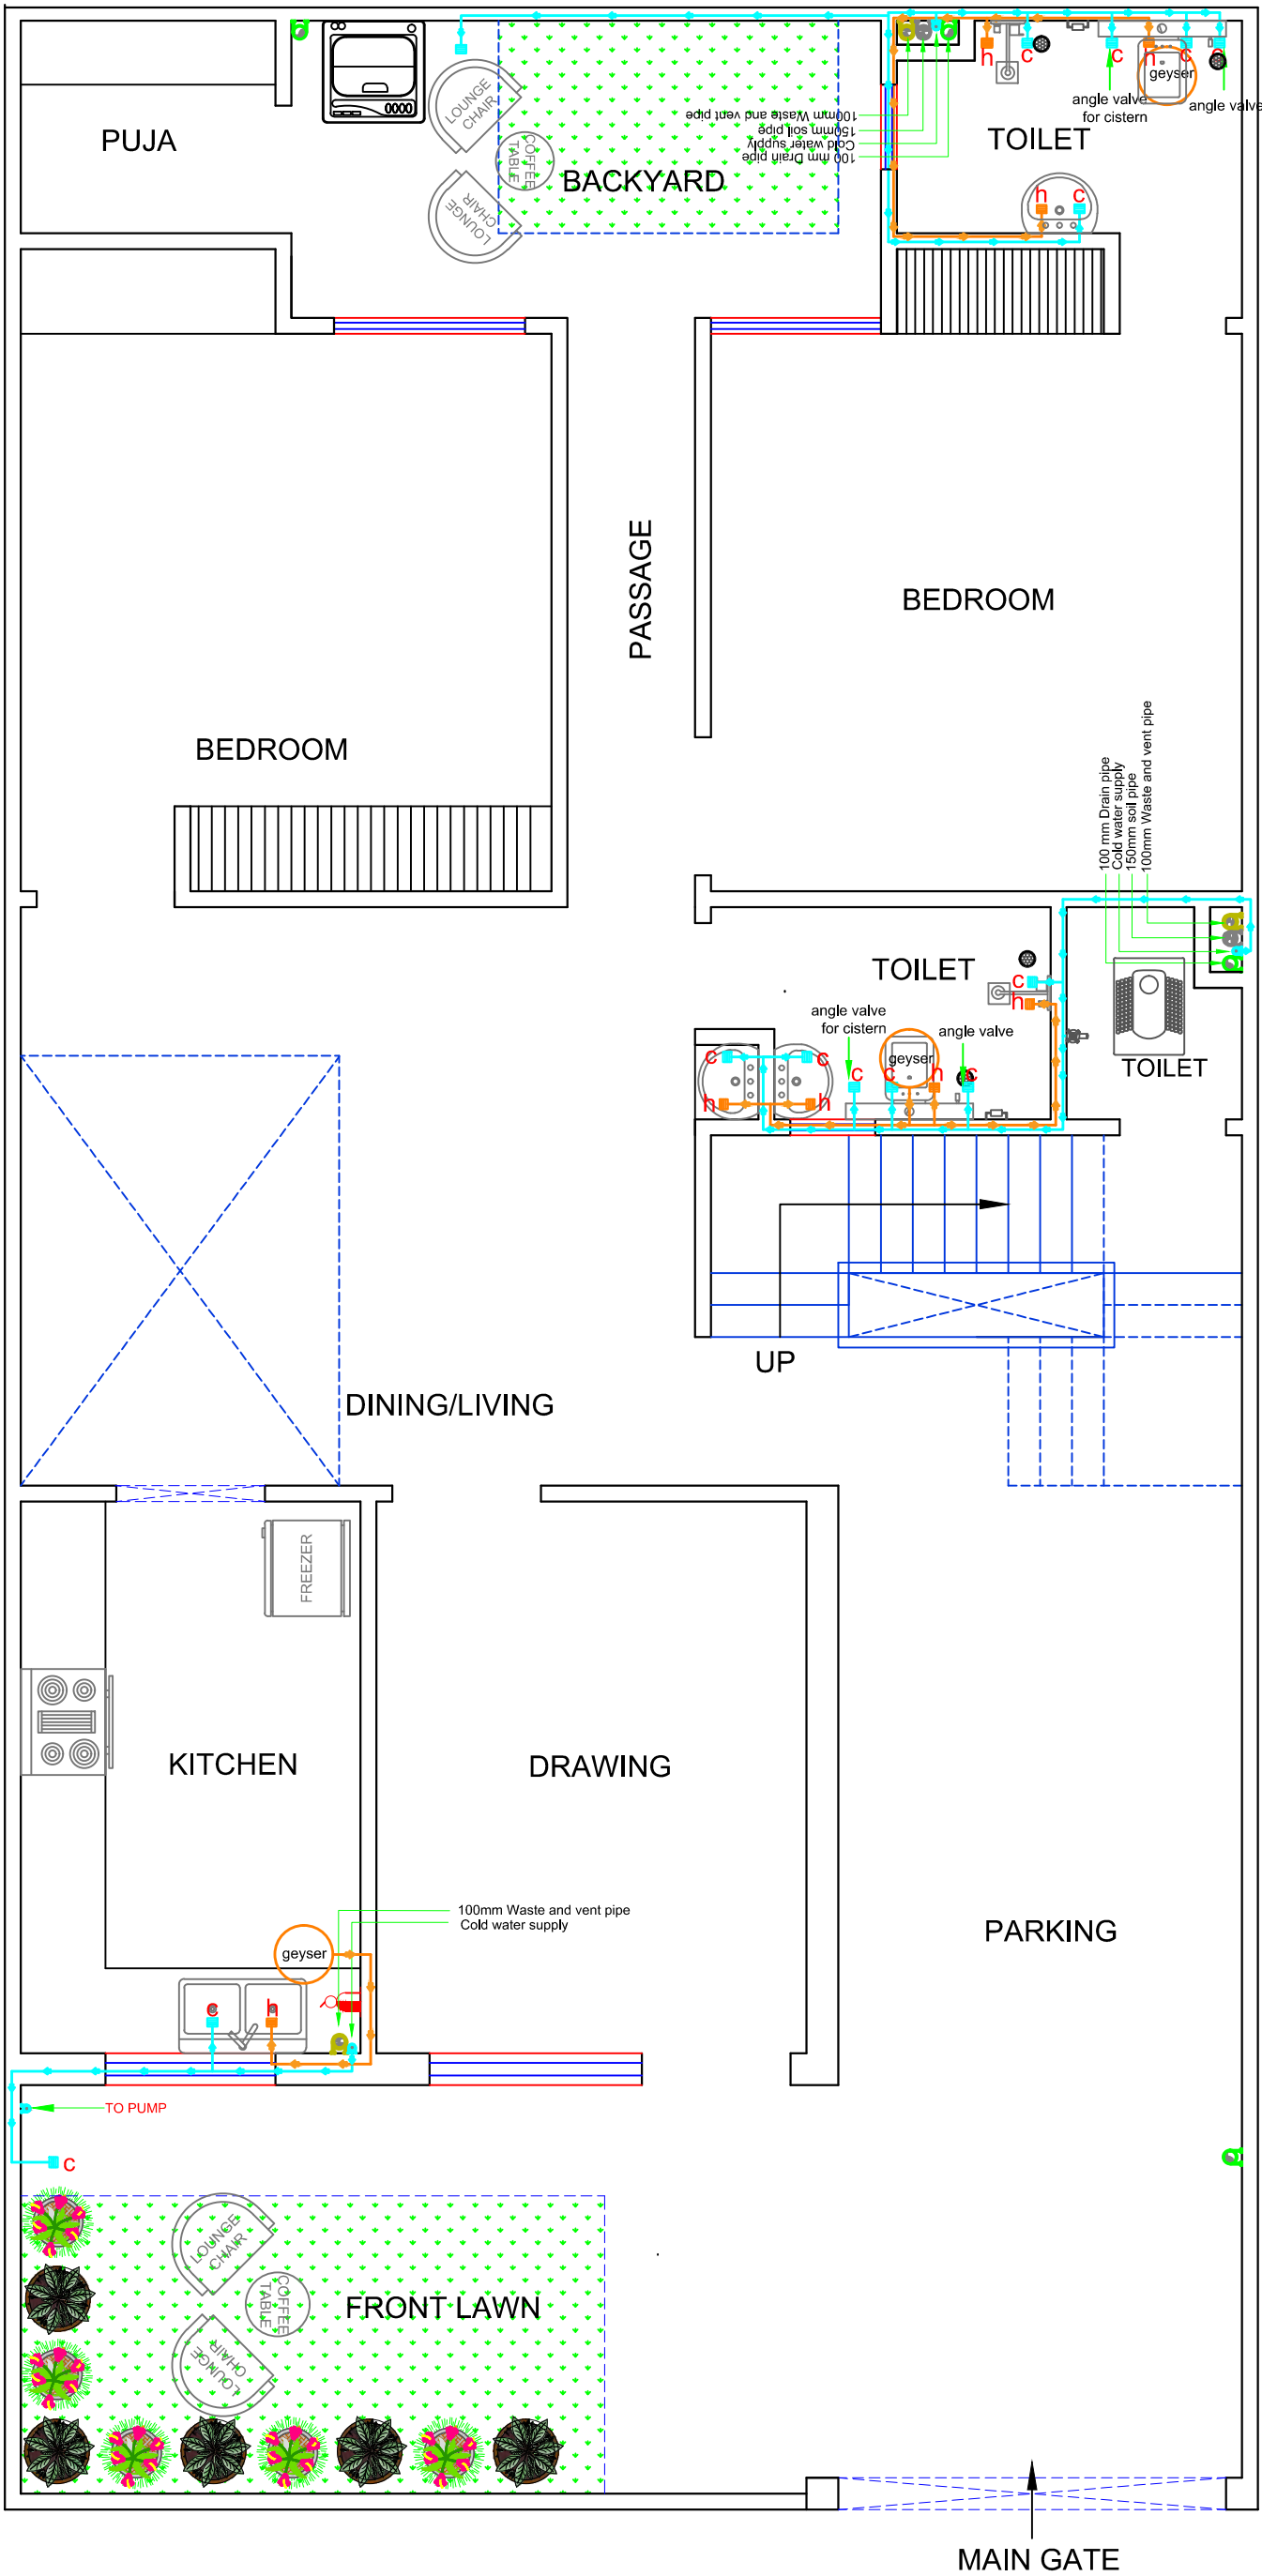 h
c
c
h
c
c
geyser
angle valve
for cistern
angle valve
LOUNGE
CHAIR
COFFEE
TABLE
LOUNGE
CHAIR
100mm Waste and vent pipe
150mm soil pipe
Cold water supply
100 mm Drain pipe
PUJA
BACKYARD
TOILET
h
c
PASSAGE
BEDROOM
BEDROOM
100 mm Drain pipe
Cold water supply
150mm soil pipe
100mm Waste and vent pipe
TOILET
c
h
angle valve
for cistern
geyser
angle valve
c
c
c
c
h
c
h
h
TOILET
UP
DINING/LIVING
FREEZER
KITCHEN
DRAWING
100mm Waste and vent pipe
Cold water supply
geyser
PARKING
c
h
TO PUMP
c
LOUNGE
CHAIR
COFFEE
TABLE
LOUNGE
CHAIR
FRONT LAWN
MAIN GATE